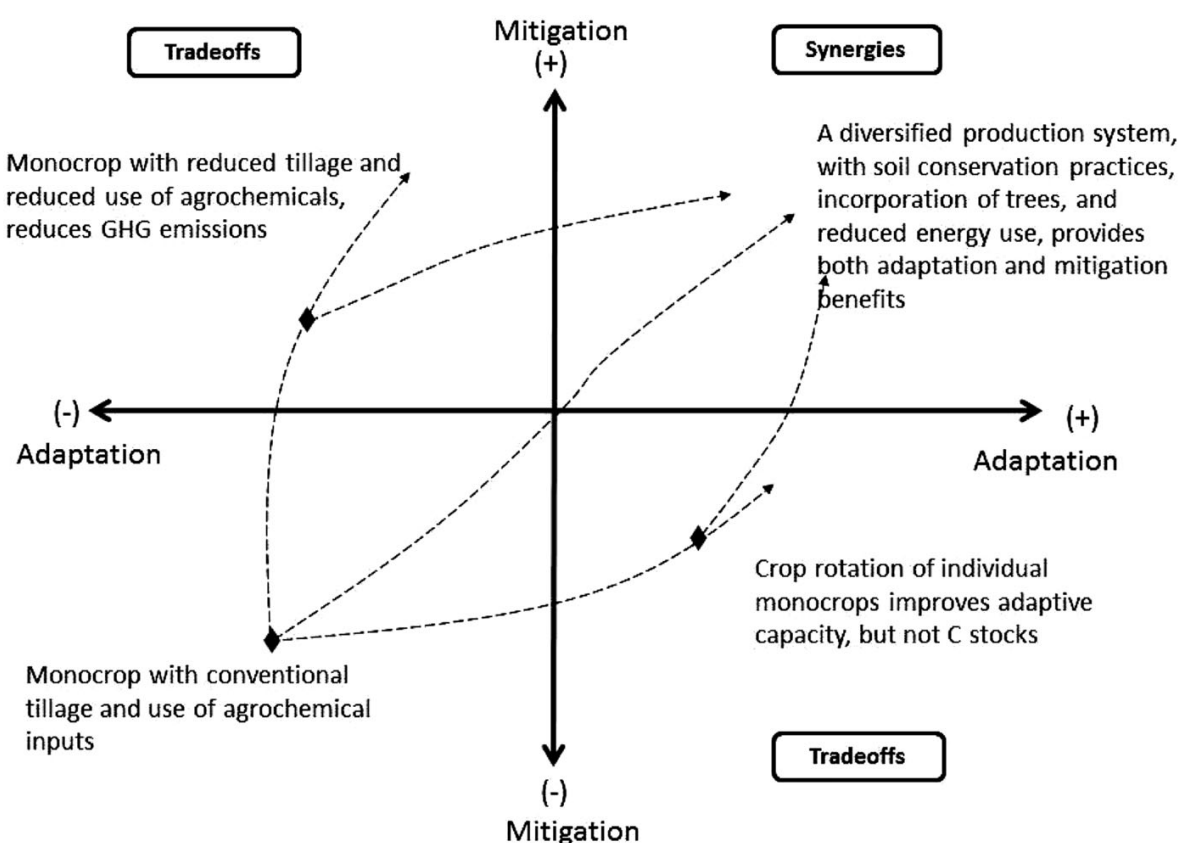 Mitigation
(+)
Tradeoffs
Synergies
Monocrop with reduced tillage and
reduced use of agrochemicals,
reduces GHG emissions
A diversified production system,
with soil conservation practices,
incorporation of trees, and
reduced energy use, provides
both adaptation and mitigation
benefits
(-)
Adaptation
(+)
Adaptation
Crop rotation of individual
monocrops improves adaptive
capacity, but not C stocks
Monocrop with conventional
tillage and use of agrochemical
inputs
Tradeoffs
(-)
Mitigation